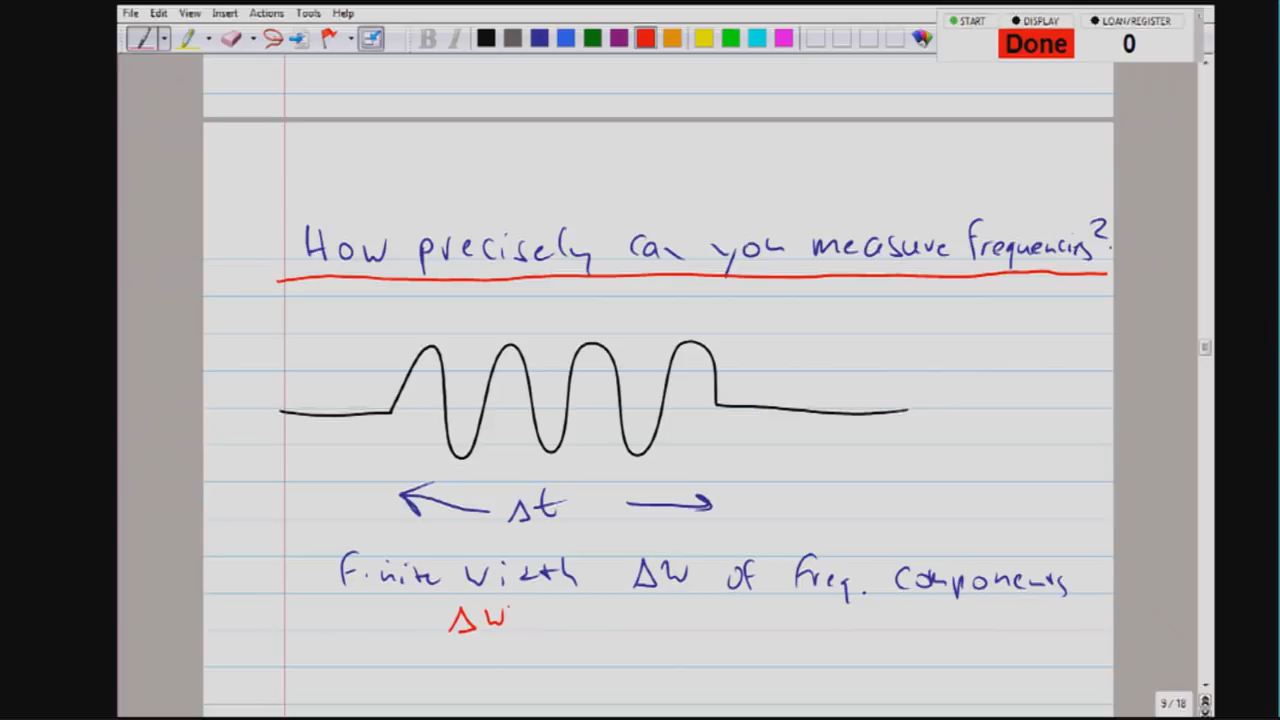 File Edit View Insert Actions Tools Help
START DISPLAY LOAN/REGISTER
Done 0
B I
How precisely can you measure frequencies?
Δt
Finite width Δω of freq. components
Δω
9 / 18